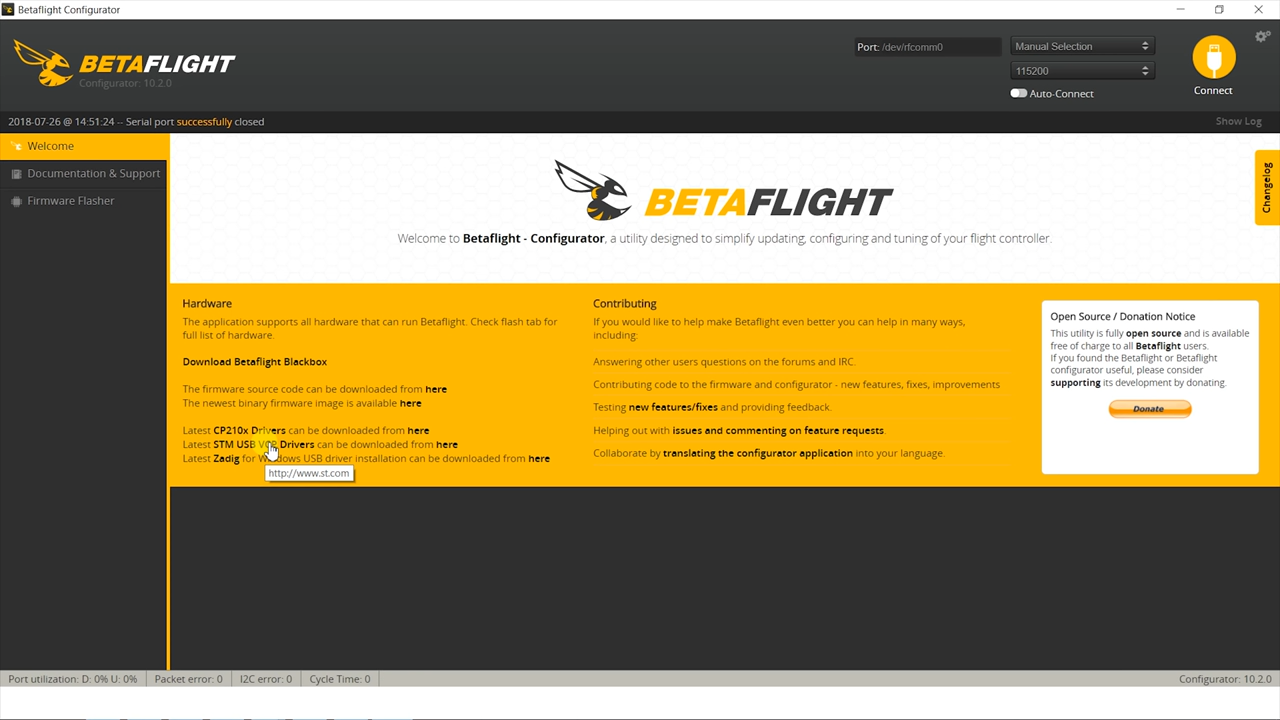 Betaflight Configurator
BETAFLIGHT
Configurator: 10.2.0
Port: /dev/rfcomm0
Manual Selection
115200
Auto-Connect
Connect
2018-07-26 @ 14:51:24 -- Serial port successfully closed
Show Log
Welcome
Documentation & Support
Firmware Flasher
BETAFLIGHT
Welcome to Betaflight - Configurator, a utility designed to simplify updating, configuring and tuning of your flight controller.
Changelog
Hardware
The application supports all hardware that can run Betaflight. Check flash tab for
full list of hardware.
Download Betaflight Blackbox
The firmware source code can be downloaded from here
The newest binary firmware image is available here
Latest CP210x Drivers can be downloaded from here
Latest STM USB VCP Drivers can be downloaded from here
Latest Zadig for Windows USB driver installation can be downloaded from here
http://www.st.com
Contributing
If you would like to help make Betaflight even better you can help in many ways,
including:
Answering other users questions on the forums and IRC.
Contributing code to the firmware and configurator - new features, fixes, improvements
Testing new features/fixes and providing feedback.
Helping out with issues and commenting on feature requests.
Collaborate by translating the configurator application into your language.
Open Source / Donation Notice
This utility is fully open source and is available
free of charge to all Betaflight users.
If you found the Betaflight or Betaflight
configurator useful, please consider
supporting its development by donating.
Donate
Port utilization: D: 0% U: 0%
Packet error: 0
I2C error: 0
Cycle Time: 0
Configurator: 10.2.0